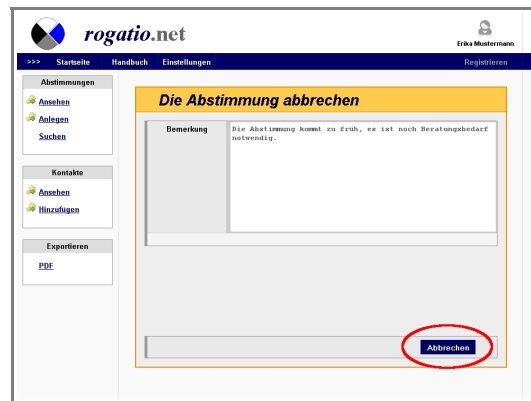 rogatio.net
Erika Mustermann
>>> Startseite Handbuch Einstellungen Registrieren
Abstimmungen
Ansehen
Anlegen
Suchen
Kontakte
Ansehen
Hinzufügen
Exportieren
PDF
Die Abstimmung abbrechen
Bemerkung
Die Abstimmung kommt zu früh, es ist noch Beratungsbedarf
notwendig.
Abbrechen